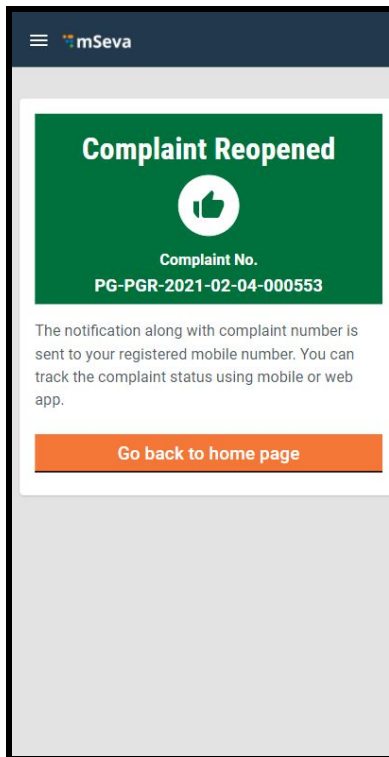 mSeva
Complaint Reopened
Complaint No.
PG-PGR-2021-02-04-000553
The notification along with complaint number is
sent to your registered mobile number. You can
track the complaint status using mobile or web
app.
Go back to home page